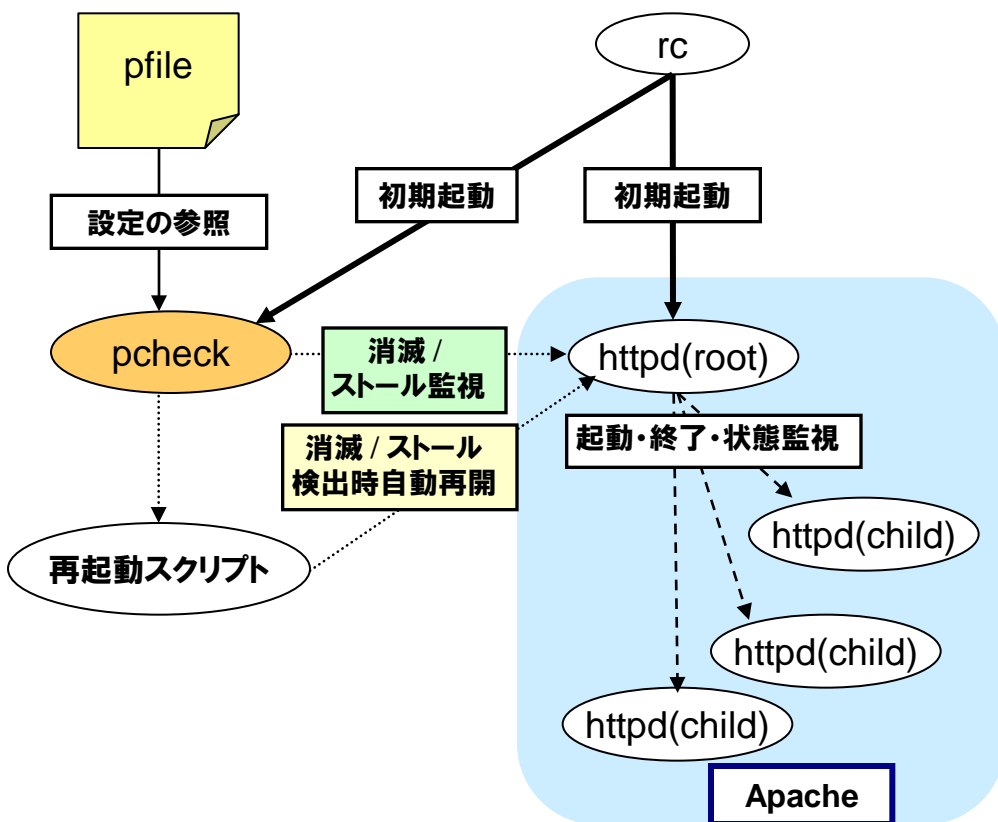 pfile
rc
初期起動
初期起動
設定の参照
pcheck
消滅 /
ストール監視
httpd(root)
消滅 / ストール
検出時自動再開
起動・終了・状態監視
httpd(child)
再起動スクリプト
httpd(child)
httpd(child)
Apache